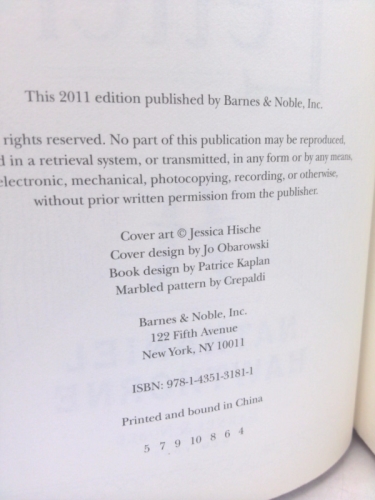 This 2011 edition published by Barnes & Noble, Inc.
rights reserved. No part of this publication may be reproduced,
in a retrieval system, or transmitted, in any form or by any means,
electronic, mechanical, photocopying, recording, or otherwise,
without prior written permission from the publisher.
Cover art © Jessica Hische
Cover design by Jo Obarowski
Book design by Patrice Kaplan
Marbled pattern by Crepaldi
Barnes & Noble, Inc.
122 Fifth Avenue
New York, NY 10011
ISBN: 978-1-4351-3181-1
Printed and bound in China
5 7 9 10 8 6 4